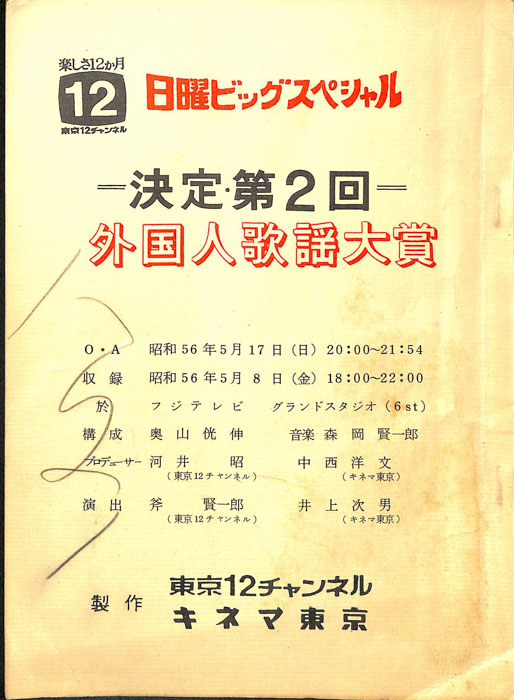 楽しさ12か月
12
東京12チャンネル
日曜ビッグスペシャル
=決定・第2回=
外国人歌謡大賞
O・A 昭和56年5月17日(日)20:00~21:54
収録 昭和56年5月8日(金)18:00~22:00
於 フジテレビ グランドスタジオ(6st)
構成 奥山侊伸 音楽 森岡賢一郎
プロデューサー 河井 昭 中西洋文
(東京12チャンネル) (キネマ東京)
演出 斧 賢一郎 井上次男
(東京12チャンネル) (キネマ東京)
製作 東京12チャンネル
キネマ東京